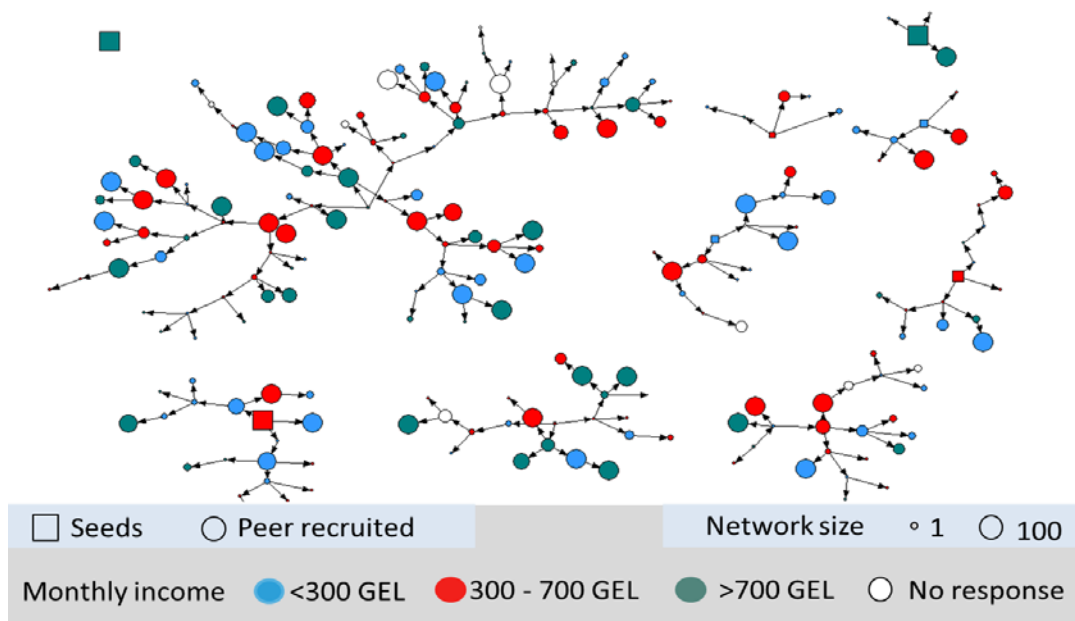 Seeds Peer recruited Network size 1 100
Monthly income <300 GEL 300 - 700 GEL >700 GEL No response